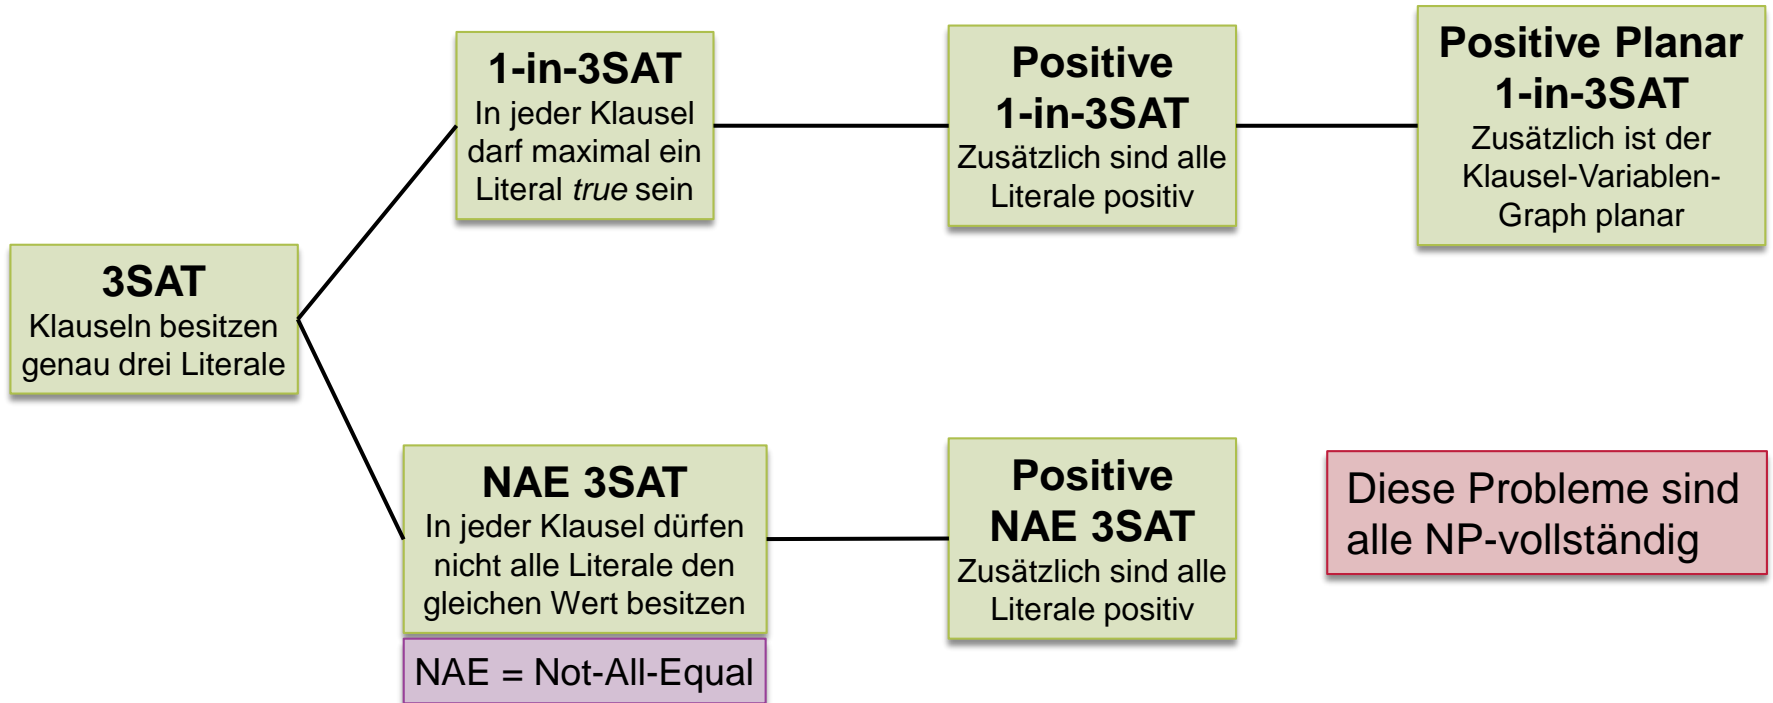 1-in-3SAT
In jeder Klausel
darf maximal ein
Literal true sein
Positive
1-in-3SAT
Zusätzlich sind alle
Literale positiv
Positive Planar
1-in-3SAT
Zusätzlich ist der
Klausel-Variablen-
Graph planar
3SAT
Klauseln besitzen
genau drei Literale
NAE 3SAT
In jeder Klausel dürfen
nicht alle Literale den
gleichen Wert besitzen
NAE = Not-All-Equal
Positive
NAE 3SAT
Zusätzlich sind alle
Literale positiv
Diese Probleme sind
alle NP-vollständig